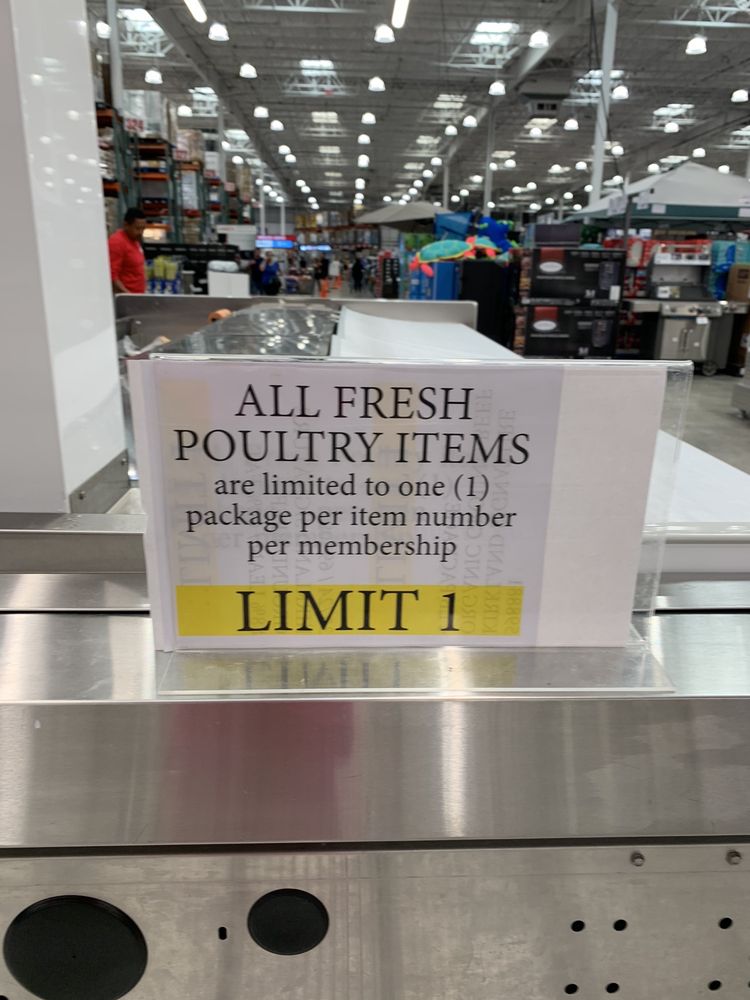 ALL FRESH
POULTRY ITEMS
are limited to one (1)
package per item number
per membership
LIMIT 1